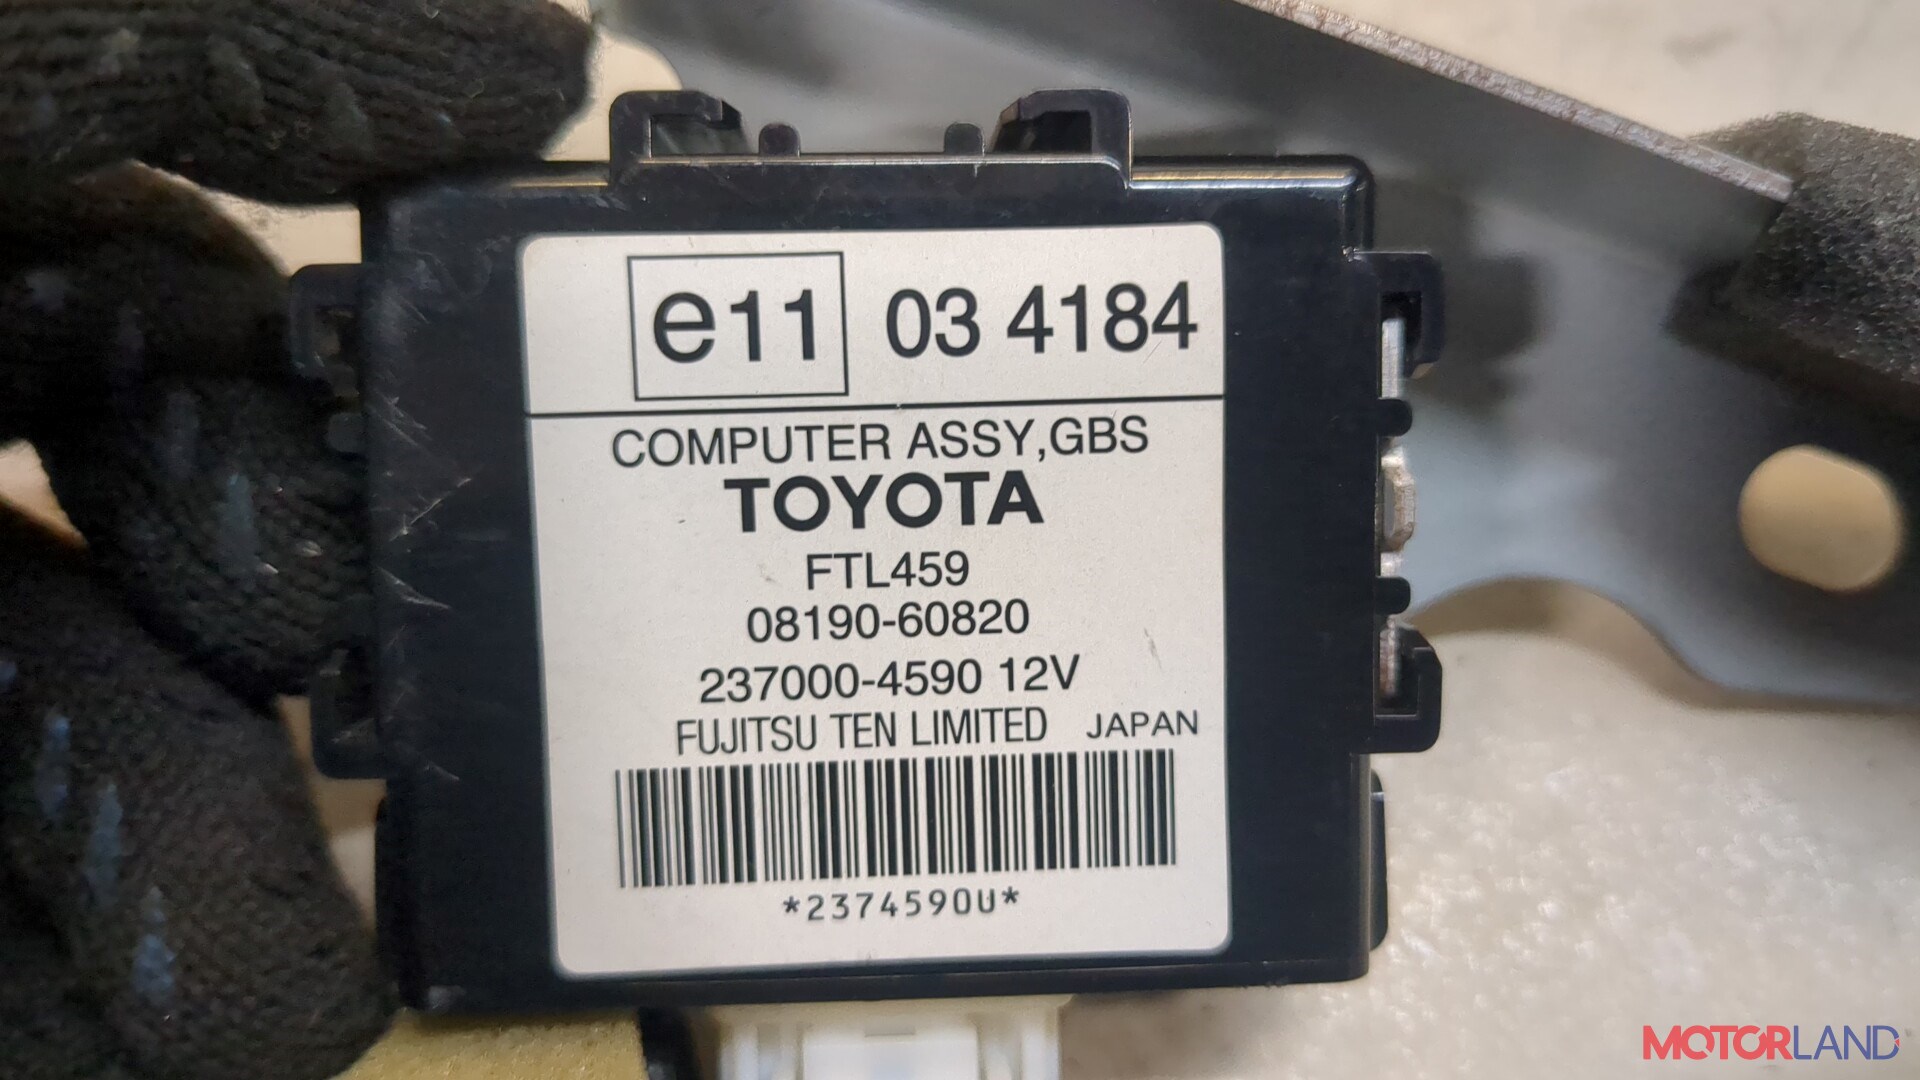 e11 03 4184
COMPUTER ASSY,GBS
TOYOTA
FTL459
08190-60820
237000-4590 12V
FUJITSU TEN LIMITED JAPAN
*2374590U*
MOTORLAND